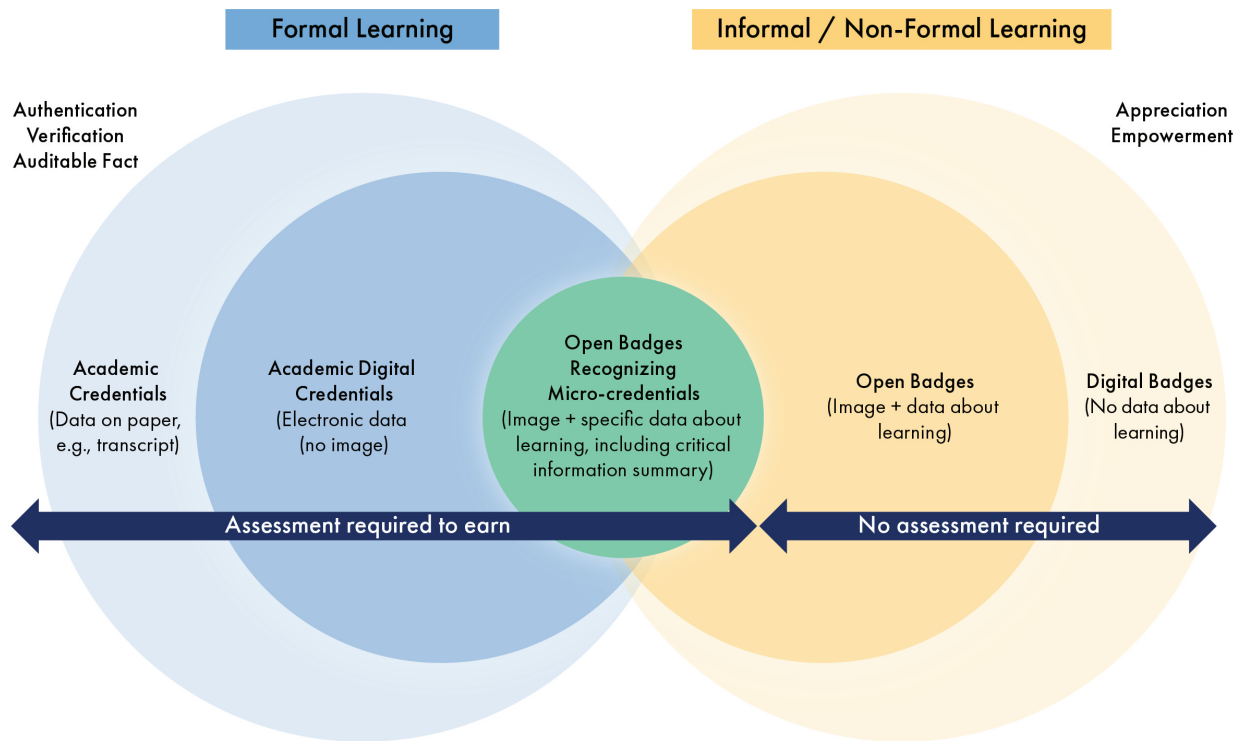 Formal Learning
Informal / Non-Formal Learning
Authentication
Verification
Auditable Fact
Appreciation
Empowerment
Academic
Credentials
(Data on paper,
e.g., transcript)
Academic Digital
Credentials
(Electronic data
(no image)
Open Badges
Recognizing
Micro-credentials
(Image + specific data about
learning, including critical
information summary)
Open Badges
(Image + data about
learning)
Digital Badges
(No data about
learning)
Assessment required to earn
No assessment required